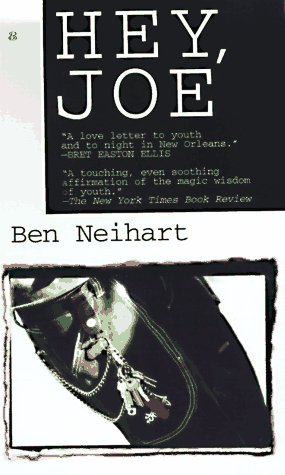 HEY,
JOE
"A love letter to youth
and to night in New Orleans."
—BRET EASTON ELLIS
"A touching, even soothing
affirmation of the magic wisdom
of youth."
—The New York Times Book Review
Ben Neihart